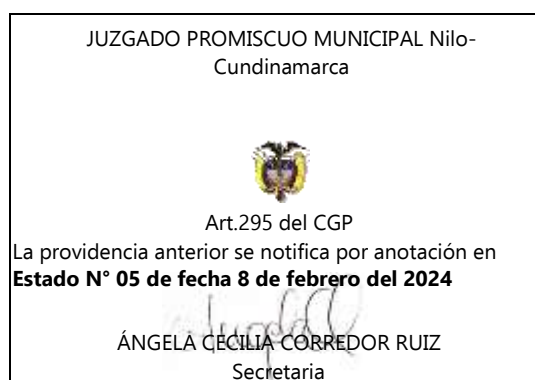 JUZGADO PROMISCUO MUNICIPAL Nilo-
Cundinamarca
Art.295 del CGP
La providencia anterior se notifica por anotación en
Estado N° 05 de fecha 8 de febrero del 2024
ÁNGELA CECILIA CORREDOR RUIZ
Secretaria